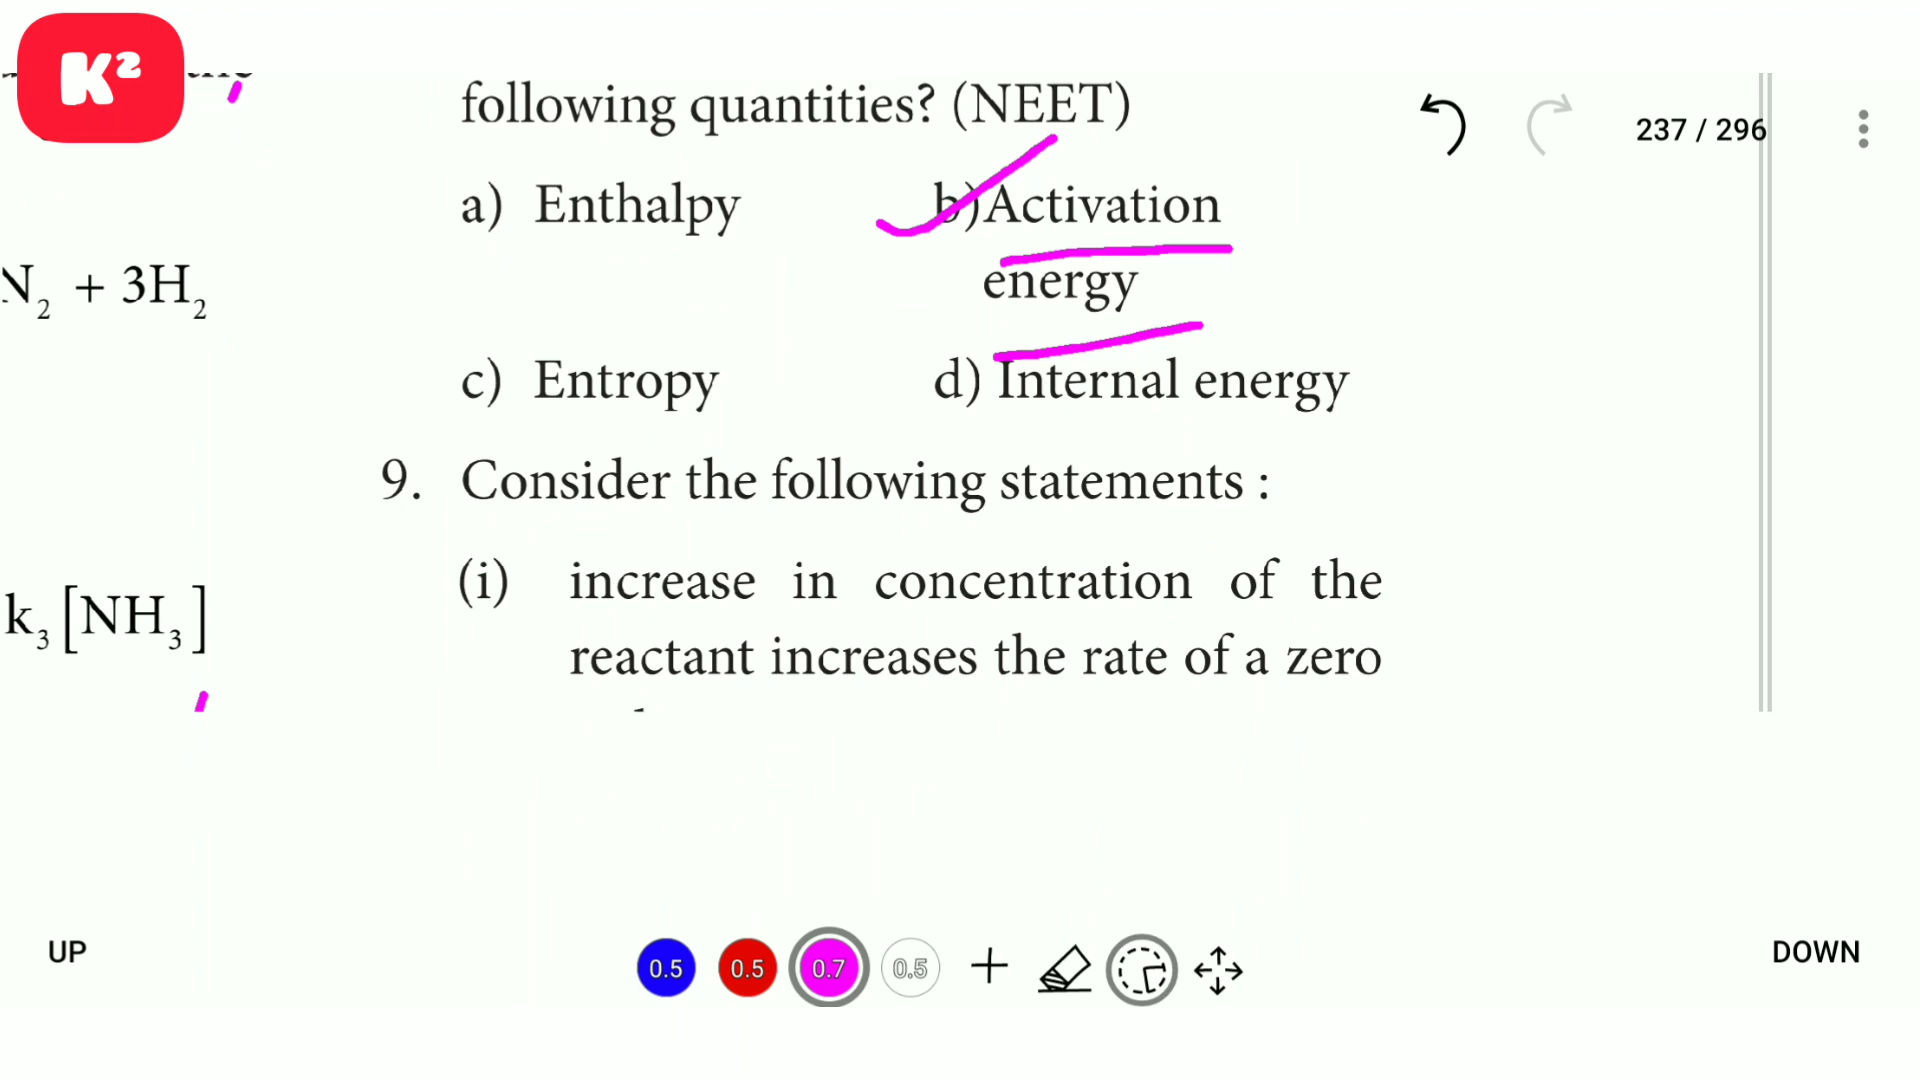 K²
following quantities? (NEET)
237 / 296
a) Enthalpy b) Activation
energy
N₂ + 3H₂
c) Entropy d) Internal energy
9. Consider the following statements :
(i) increase in concentration of the
k₃ [NH₃]
reactant increases the rate of a zero
UP
DOWN
0.5 0.5 0.7 0.5